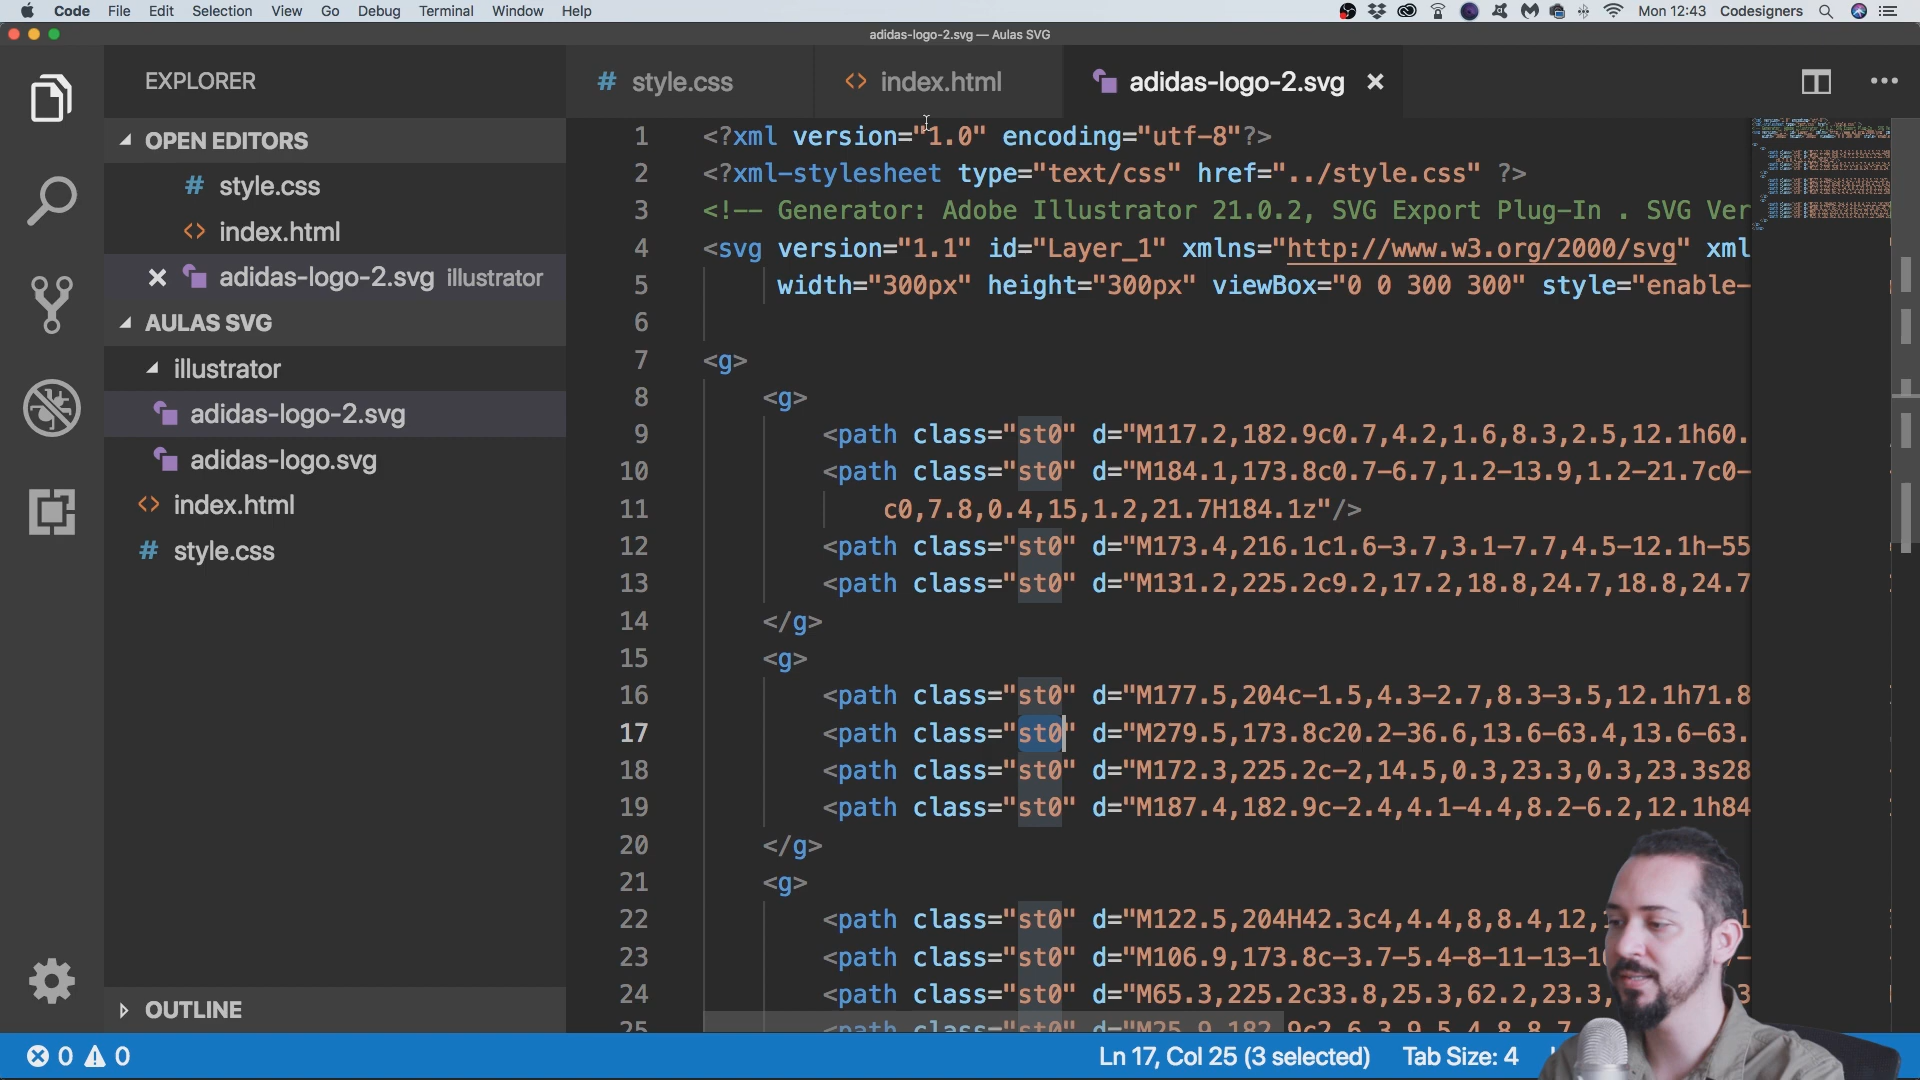 Code File Edit Selection View Go Debug Terminal Window Help Mon 12:43 Codesigners
adidas-logo-2.svg — Aulas SVG
EXPLORER
OPEN EDITORS
# style.css
<> index.html
adidas-logo-2.svg illustrator
AULAS SVG
illustrator
adidas-logo-2.svg
adidas-logo.svg
<> index.html
# style.css
OUTLINE
# style.css <> index.html adidas-logo-2.svg
1 <?xml version="1.0" encoding="utf-8"?>
2 <?xml-stylesheet type="text/css" href="../style.css" ?>
3 <!-- Generator: Adobe Illustrator 21.0.2, SVG Export Plug-In . SVG Ver
4 <svg version="1.1" id="Layer_1" xmlns="http://www.w3.org/2000/svg" xml
5 width="300px" height="300px" viewBox="0 0 300 300" style="enable-
6
7 <g>
8 <g>
9 <path class="st0" d="M117.2,182.9c0.7,4.2,1.6,8.3,2.5,12.1h60.
10 <path class="st0" d="M184.1,173.8c0.7-6.7,1.2-13.9,1.2-21.7c0-
11 c0,7.8,0.4,15,1.2,21.7H184.1z"/>
12 <path class="st0" d="M173.4,216.1c1.6-3.7,3.1-7.7,4.5-12.1h-55
13 <path class="st0" d="M131.2,225.2c9.2,17.2,18.8,24.7,18.8,24.7
14 </g>
15 <g>
16 <path class="st0" d="M177.5,204c-1.5,4.3-2.7,8.3-3.5,12.1h71.8
17 <path class="st0" d="M279.5,173.8c20.2-36.6,13.6-63.4,13.6-63.
18 <path class="st0" d="M172.3,225.2c-2,14.5,0.3,23.3,0.3,23.3s28
19 <path class="st0" d="M187.4,182.9c-2.4,4.1-4.4,8.2-6.2,12.1h84
20 </g>
21 <g>
22 <path class="st0" d="M122.5,204H42.3c4,4.4,8,8.4,12,
23 <path class="st0" d="M106.9,173.8c-3.7-5.4-8-11-13-
24 <path class="st0" d="M65.3,225.2c33.8,25.3,62.2,23.3,
25 <path class="st0"
0 0 Ln 17, Col 25 (3 selected) Tab Size: 4